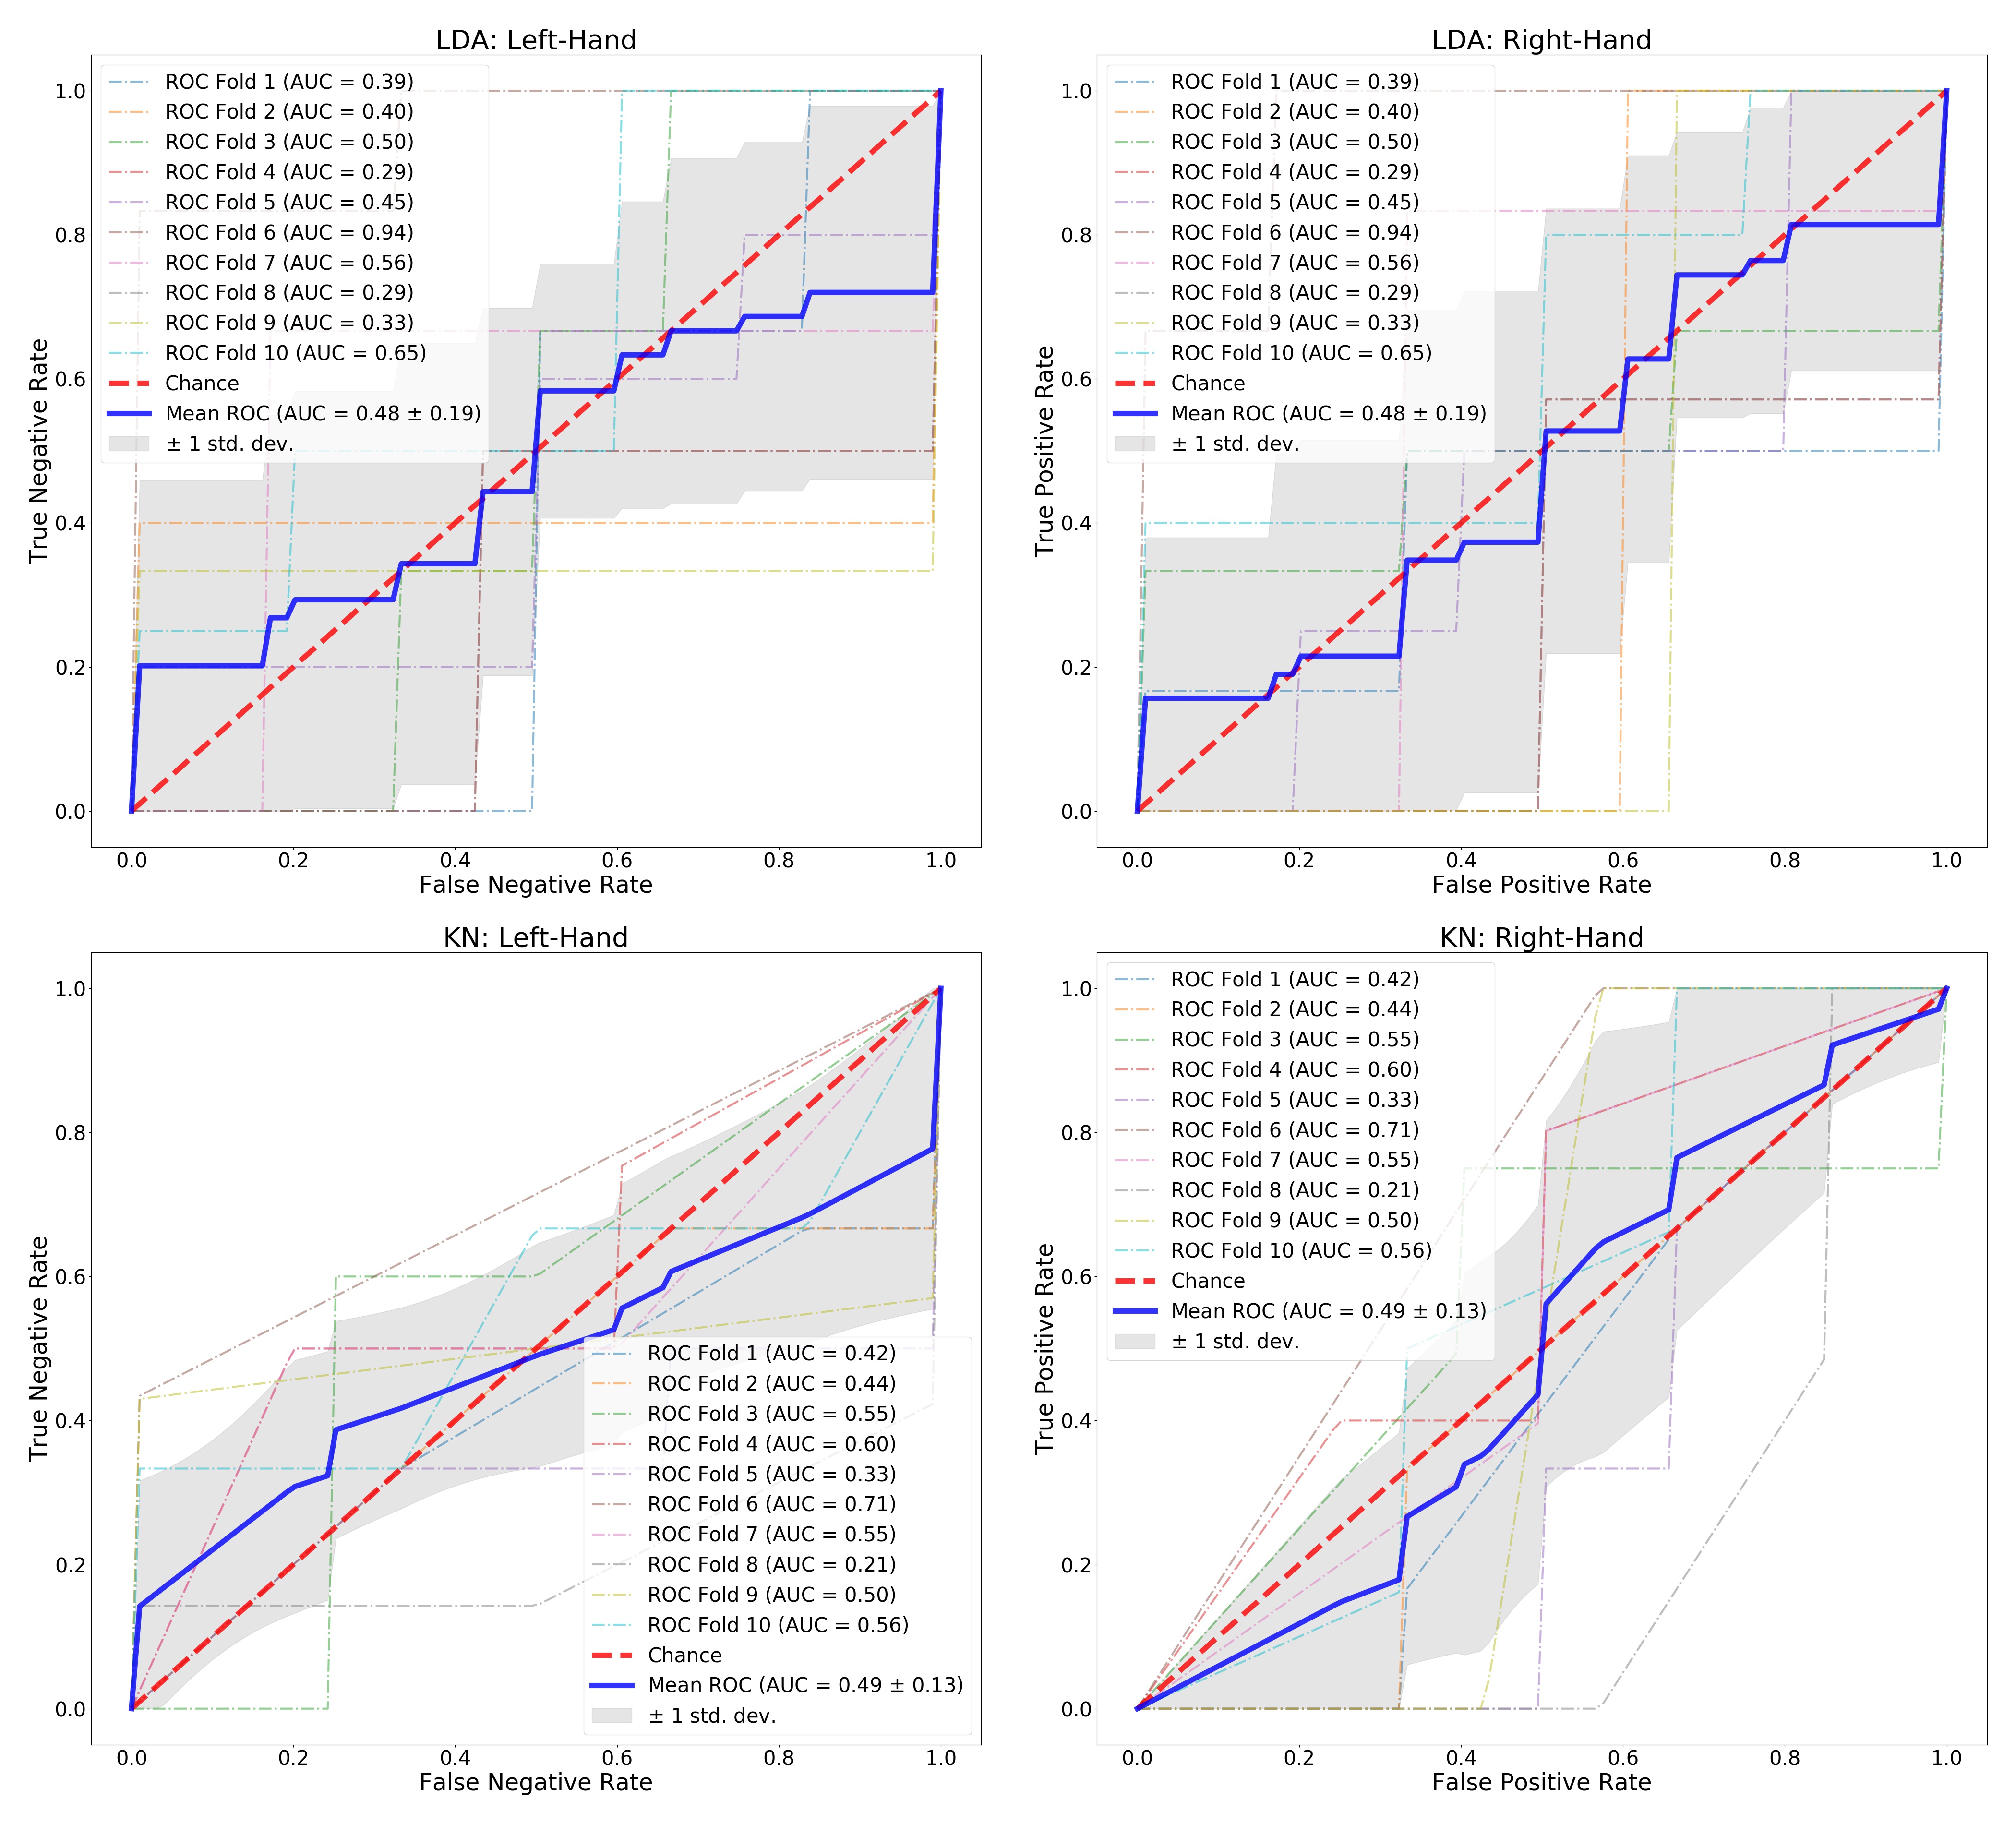 LDA: Left-Hand
ROC Fold 1 (AUC = 0.39)
ROC Fold 2 (AUC = 0.40)
ROC Fold 3 (AUC = 0.50)
ROC Fold 4 (AUC = 0.29)
ROC Fold 5 (AUC = 0.45)
ROC Fold 6 (AUC = 0.94)
ROC Fold 7 (AUC = 0.56)
ROC Fold 8 (AUC = 0.29)
ROC Fold 9 (AUC = 0.33)
ROC Fold 10 (AUC = 0.65)
Chance
Mean ROC (AUC = 0.48 ± 0.19)
± 1 std. dev.
True Negative Rate
1.0
0.8
0.6
0.4
0.2
0.0
0.0 0.2 0.4 0.6 0.8 1.0
False Negative Rate
LDA: Right-Hand
ROC Fold 1 (AUC = 0.39)
ROC Fold 2 (AUC = 0.40)
ROC Fold 3 (AUC = 0.50)
ROC Fold 4 (AUC = 0.29)
ROC Fold 5 (AUC = 0.45)
ROC Fold 6 (AUC = 0.94)
ROC Fold 7 (AUC = 0.56)
ROC Fold 8 (AUC = 0.29)
ROC Fold 9 (AUC = 0.33)
ROC Fold 10 (AUC = 0.65)
Chance
Mean ROC (AUC = 0.48 ± 0.19)
± 1 std. dev.
True Positive Rate
1.0
0.8
0.6
0.4
0.2
0.0
0.0 0.2 0.4 0.6 0.8 1.0
False Positive Rate
KN: Left-Hand
True Negative Rate
1.0
0.8
0.6
0.4
0.2
0.0
ROC Fold 1 (AUC = 0.42)
ROC Fold 2 (AUC = 0.44)
ROC Fold 3 (AUC = 0.55)
ROC Fold 4 (AUC = 0.60)
ROC Fold 5 (AUC = 0.33)
ROC Fold 6 (AUC = 0.71)
ROC Fold 7 (AUC = 0.55)
ROC Fold 8 (AUC = 0.21)
ROC Fold 9 (AUC = 0.50)
ROC Fold 10 (AUC = 0.56)
Chance
Mean ROC (AUC = 0.49 ± 0.13)
± 1 std. dev.
0.0 0.2 0.4 0.6 0.8 1.0
False Negative Rate
KN: Right-Hand
ROC Fold 1 (AUC = 0.42)
ROC Fold 2 (AUC = 0.44)
ROC Fold 3 (AUC = 0.55)
ROC Fold 4 (AUC = 0.60)
ROC Fold 5 (AUC = 0.33)
ROC Fold 6 (AUC = 0.71)
ROC Fold 7 (AUC = 0.55)
ROC Fold 8 (AUC = 0.21)
ROC Fold 9 (AUC = 0.50)
ROC Fold 10 (AUC = 0.56)
Chance
Mean ROC (AUC = 0.49 ± 0.13)
± 1 std. dev.
True Positive Rate
1.0
0.8
0.6
0.4
0.2
0.0
0.0 0.2 0.4 0.6 0.8 1.0
False Positive Rate